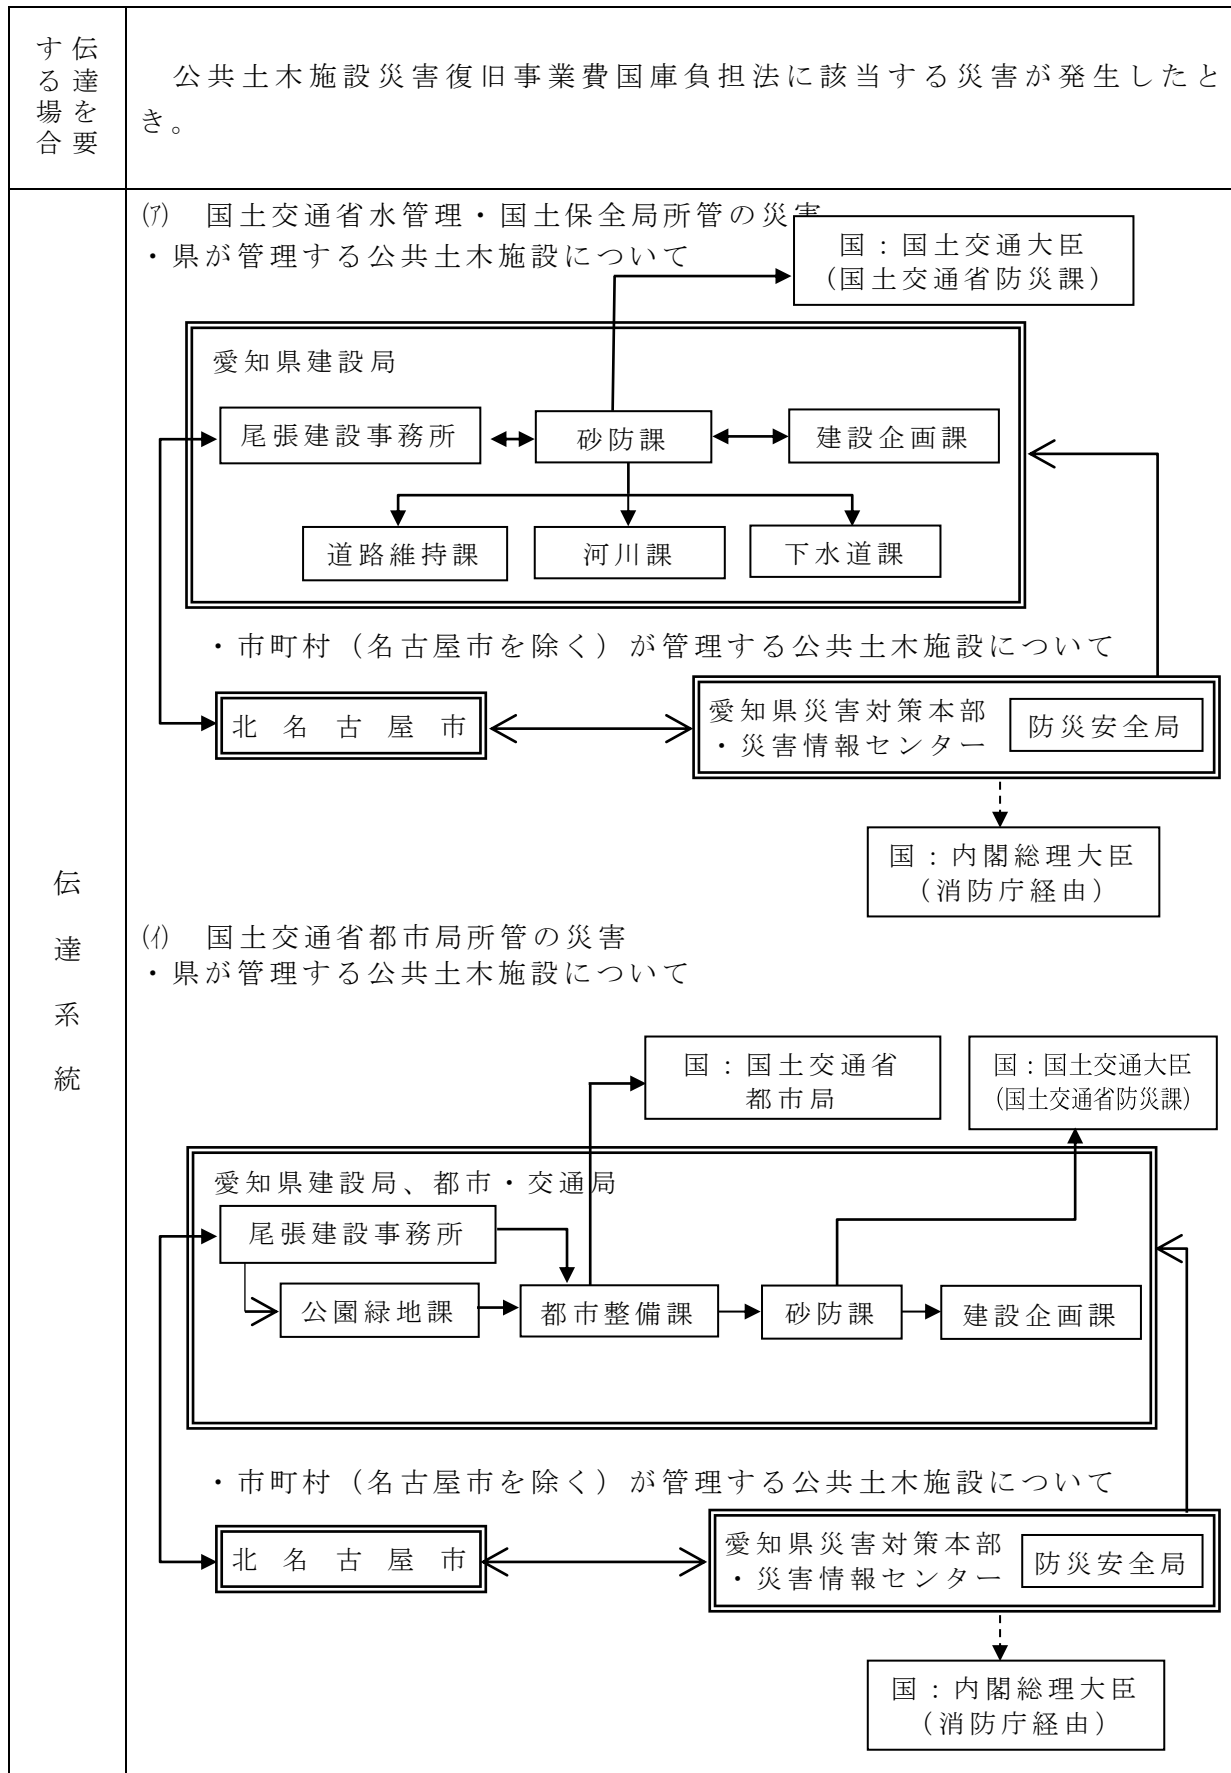 伝達を要
する場合
公共土木施設災害復旧事業費国庫負担法に該当する災害が発生したと
き。
伝達系統
㋐ 国土交通省水管理・国土保全局所管の災害
・県が管理する公共土木施設について
国：国土交通大臣
（国土交通省防災課）
愛知県建設局
尾張建設事務所
砂防課
建設企画課
道路維持課
河川課
下水道課
・市町村（名古屋市を除く）が管理する公共土木施設について
北名古屋市
愛知県災害対策本部
・災害情報センター
防災安全局
国：内閣総理大臣
（消防庁経由）
(ｲ) 国土交通省都市局所管の災害
・県が管理する公共土木施設について
国：国土交通省
都市局
国：国土交通大臣
（国土交通省防災課）
愛知県建設局、都市・交通局
尾張建設事務所
公園緑地課
都市整備課
砂防課
建設企画課
・市町村（名古屋市を除く）が管理する公共土木施設について
北名古屋市
愛知県災害対策本部
・災害情報センター
防災安全局
国：内閣総理大臣
（消防庁経由）